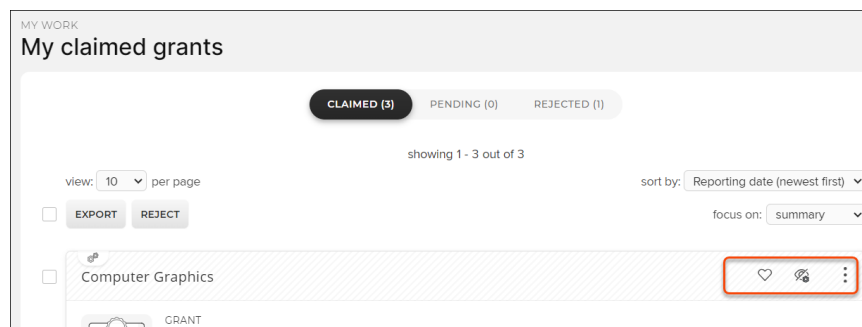 MY WORK
My claimed grants
CLAIMED (3) PENDING (0) REJECTED (1)
showing 1 - 3 out of 3
view: 10 per page sort by: Reporting date (newest first)
EXPORT REJECT focus on: summary
Computer Graphics
GRANT